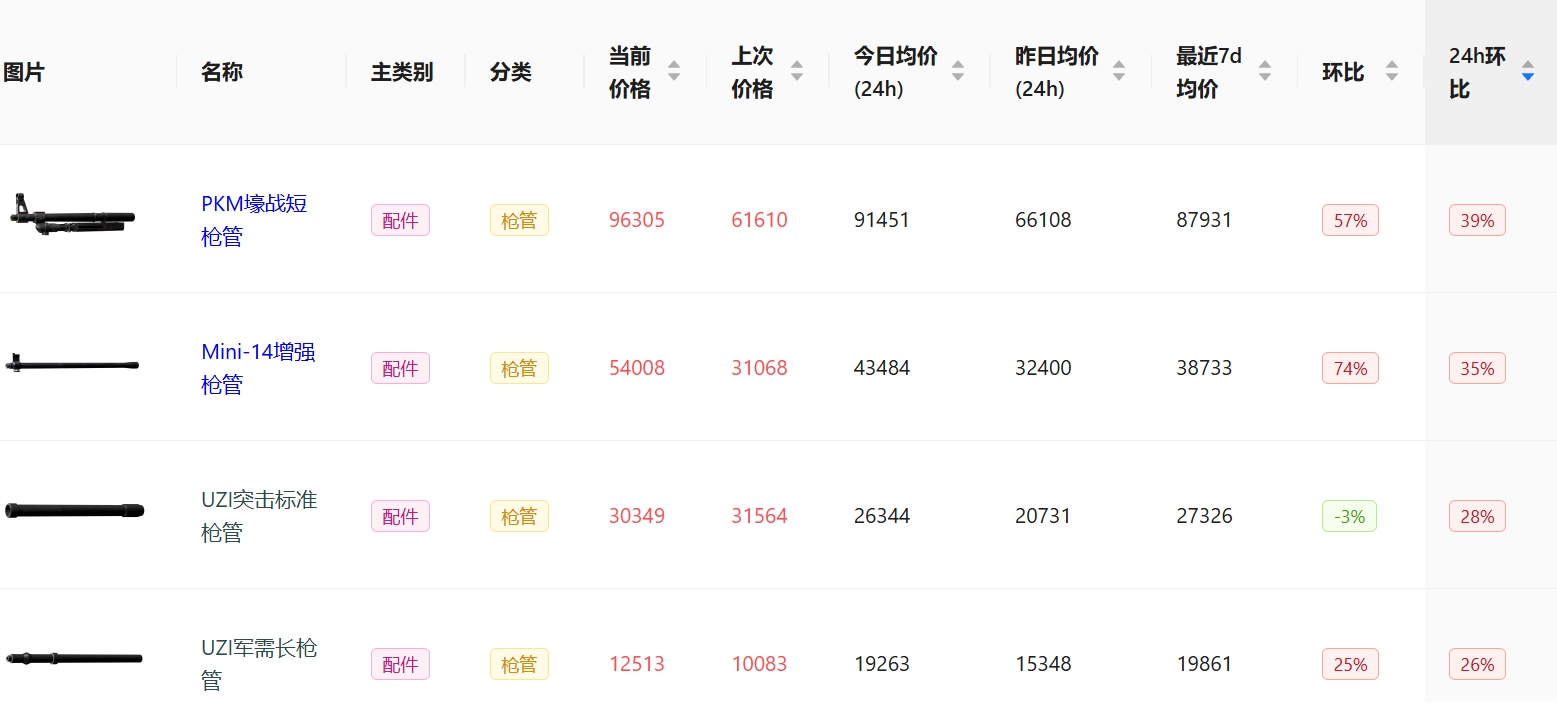 图片 名称 主类别 分类 当前价格 上次价格 今日均价(24h) 昨日均价(24h) 最近7d均价 环比 24h环比
PKM壕战短枪管 配件 枪管 96305 61610 91451 66108 87931 57% 39%
Mini-14增强枪管 配件 枪管 54008 31068 43484 32400 38733 74% 35%
UZI突击标准枪管 配件 枪管 30349 31564 26344 20731 27326 -3% 28%
UZI军需长枪管 配件 枪管 12513 10083 19263 15348 19861 25% 26%